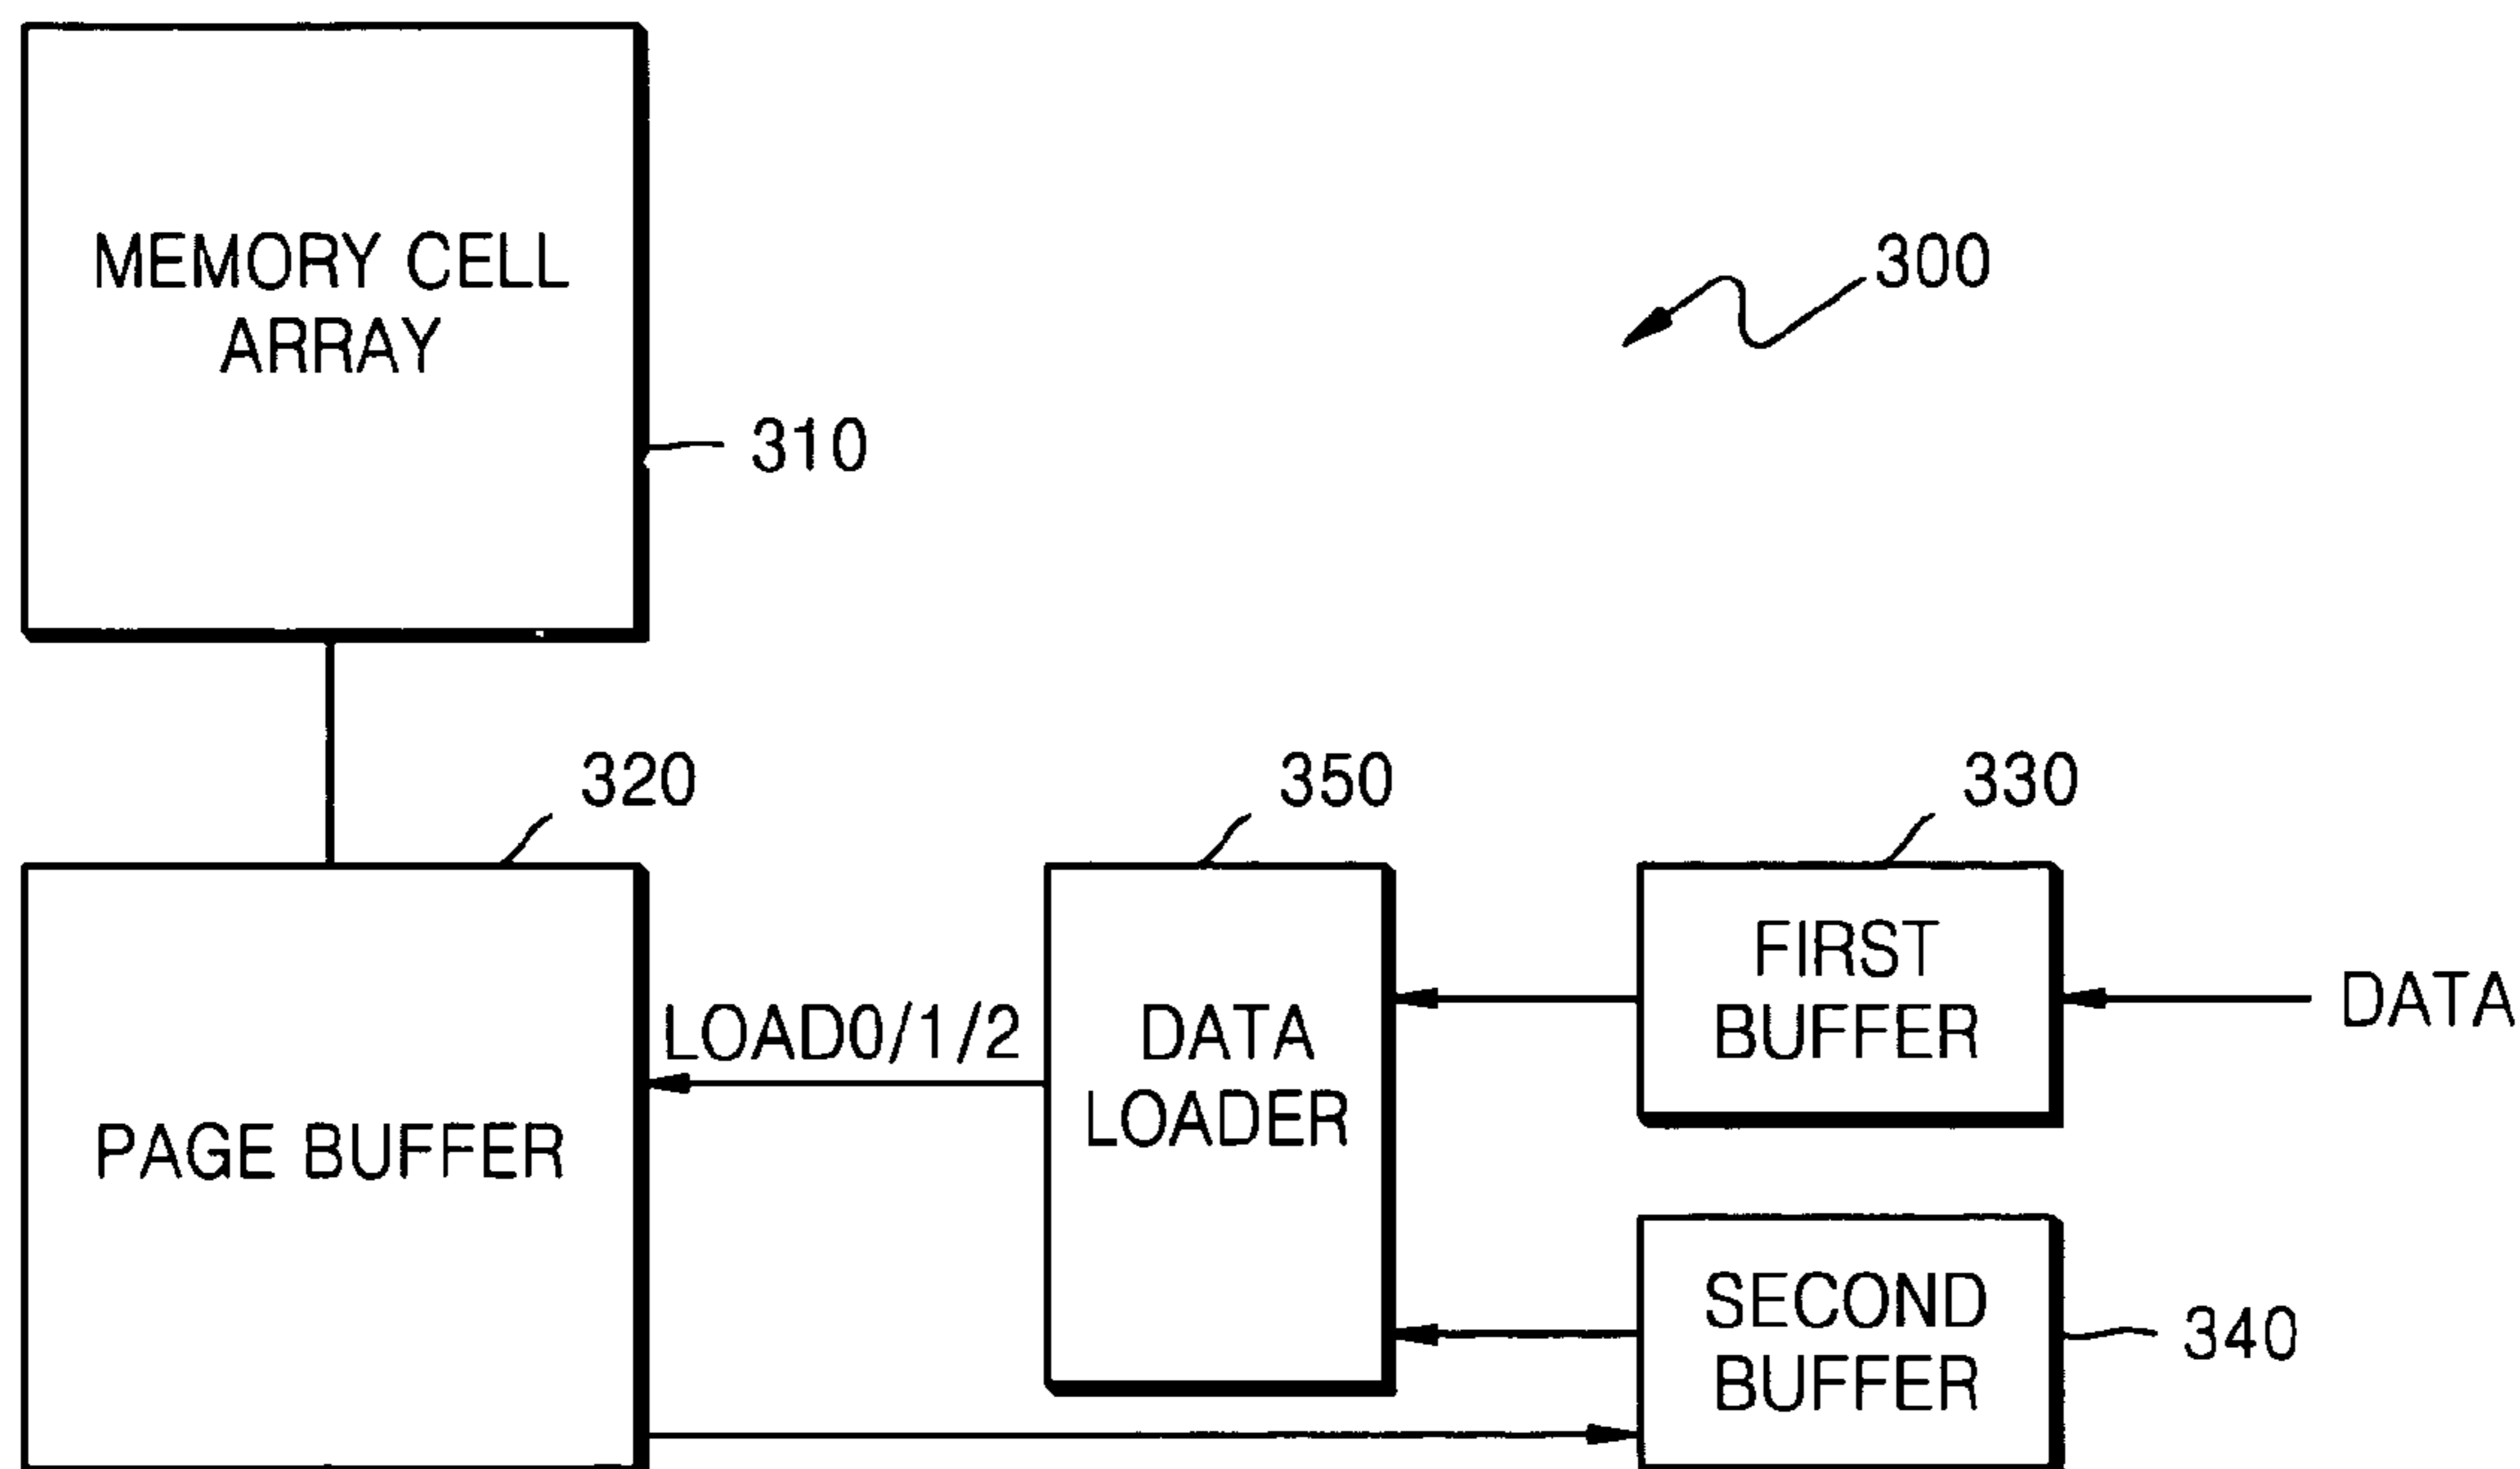 MEMORY CELL
ARRAY
300
310
320
350
330
LOAD0/1/2
DATA
LOADER
FIRST
BUFFER
DATA
PAGE BUFFER
SECOND
BUFFER
340